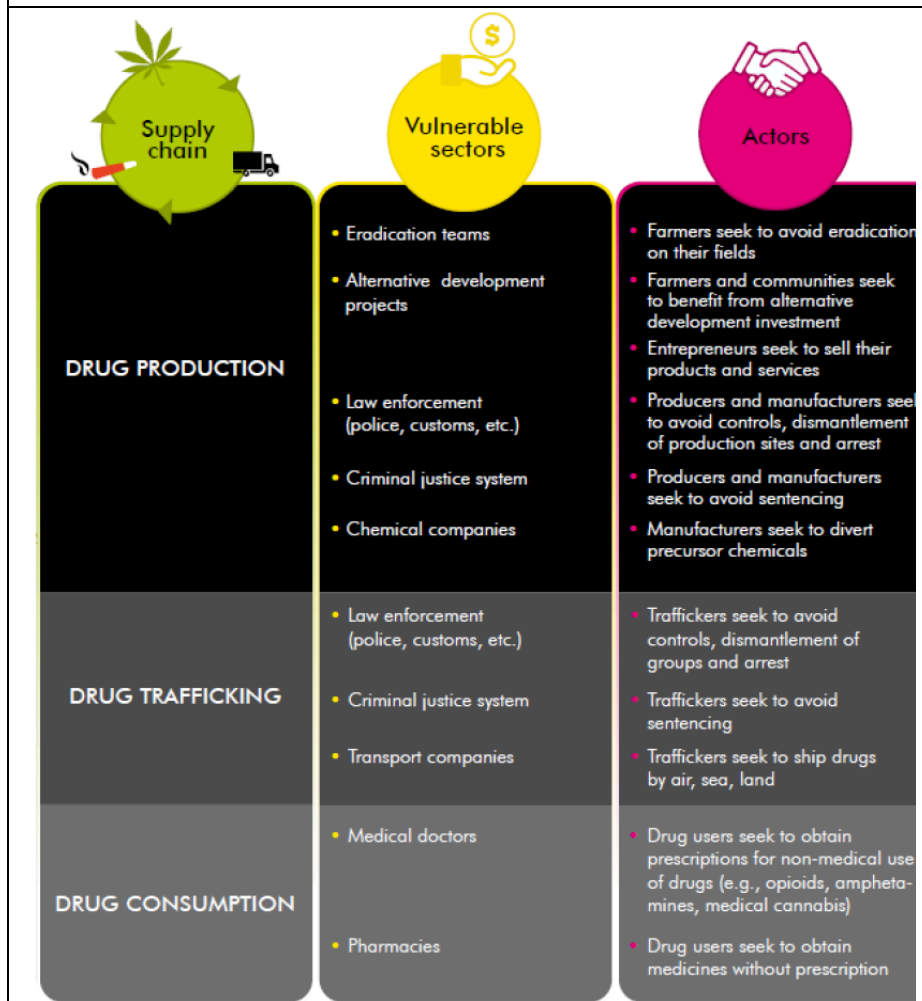 $
Supply
chain
Vulnerable
sectors
Actors
DRUG PRODUCTION
• Eradication teams
• Alternative development
projects
• Law enforcement
(police, customs, etc.)
• Criminal justice system
• Chemical companies
• Farmers seek to avoid eradication
on their fields
• Farmers and communities seek
to benefit from alternative
development investment
• Entrepreneurs seek to sell their
products and services
• Producers and manufacturers seek
to avoid controls, dismantlement
of production sites and arrest
• Producers and manufacturers
seek to avoid sentencing
• Manufacturers seek to divert
precursor chemicals
DRUG TRAFFICKING
• Law enforcement
(police, customs, etc.)
• Criminal justice system
• Transport companies
• Traffickers seek to avoid
controls, dismantlement of
groups and arrest
• Traffickers seek to avoid
sentencing
• Traffickers seek to ship drugs
by air, sea, land
DRUG CONSUMPTION
• Medical doctors
• Pharmacies
• Drug users seek to obtain
prescriptions for non-medical use
of drugs (e.g., opioids, ampheta-
mines, medical cannabis)
• Drug users seek to obtain
medicines without prescription